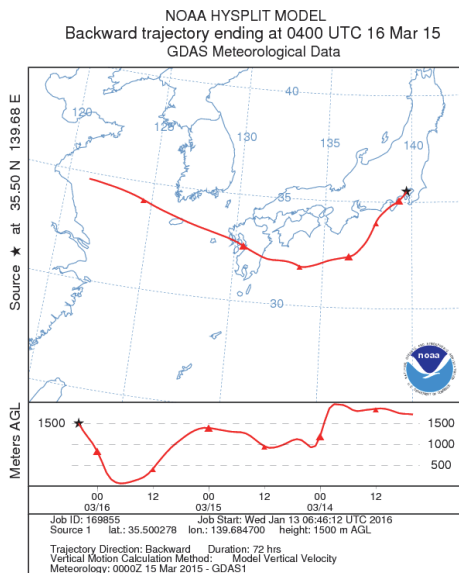 NOAA HYSPLIT MODEL
Backward trajectory ending at 0400 UTC 16 Mar 15
GDAS Meteorological Data
Source ★ at 35.50 N 139.68 E
120
125
130
135
140
40
35
30
noaa
Meters AGL
1500
1500
1000
500
00 12 00 12 00 12
03/16 03/15 03/14
Job ID: 169855 Job Start: Wed Jan 13 06:46:12 UTC 2016
Source 1 lat.: 35.500278 lon.: 139.684700 height: 1500 m AGL
Trajectory Direction: Backward Duration: 72 hrs
Vertical Motion Calculation Method: Model Vertical Velocity
Meteorology: 0000Z 15 Mar 2015 - GDAS1